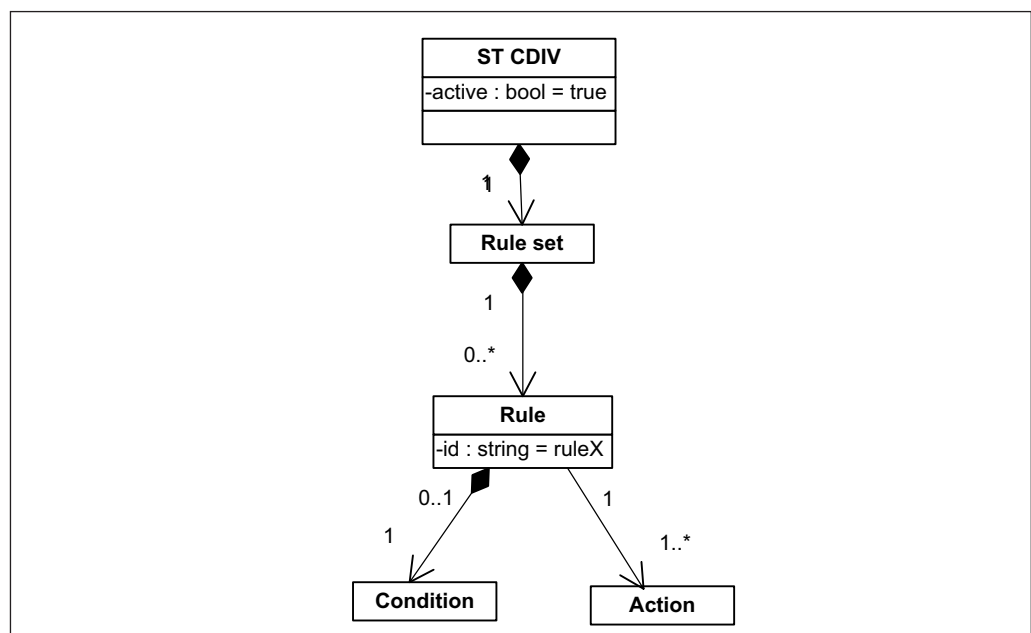 ST CDIV
-active : bool = true
1
1
Rule set
1
0..*
Rule
-id : string = ruleX
0..1
1
1
1..*
Condition
Action